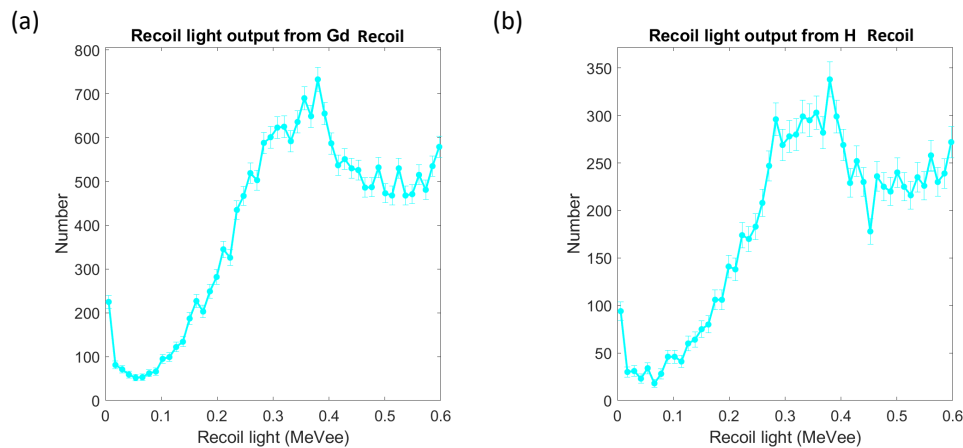 (a)
Recoil light output from Gd Recoil
800
700
600
500
400
300
200
100
0
Number
0 0.1 0.2 0.3 0.4 0.5 0.6
Recoil light (MeVee)
(b)
Recoil light output from H Recoil
350
300
250
200
150
100
50
0
Number
0 0.1 0.2 0.3 0.4 0.5 0.6
Recoil light (MeVee)